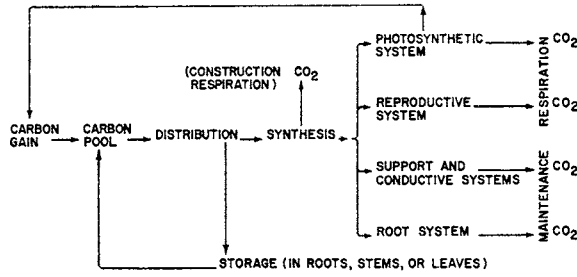 PHOTOSYNTHETIC
SYSTEM
CO2
(CONSTRUCTION
RESPIRATION)
CO2
REPRODUCTIVE
SYSTEM
CO2
CARBON
GAIN
CARBON
POOL
DISTRIBUTION
SYNTHESIS
SUPPORT AND
CONDUCTIVE SYSTEMS
CO2
ROOT SYSTEM
CO2
MAINTENANCE RESPIRATION
STORAGE (IN ROOTS, STEMS, OR LEAVES)